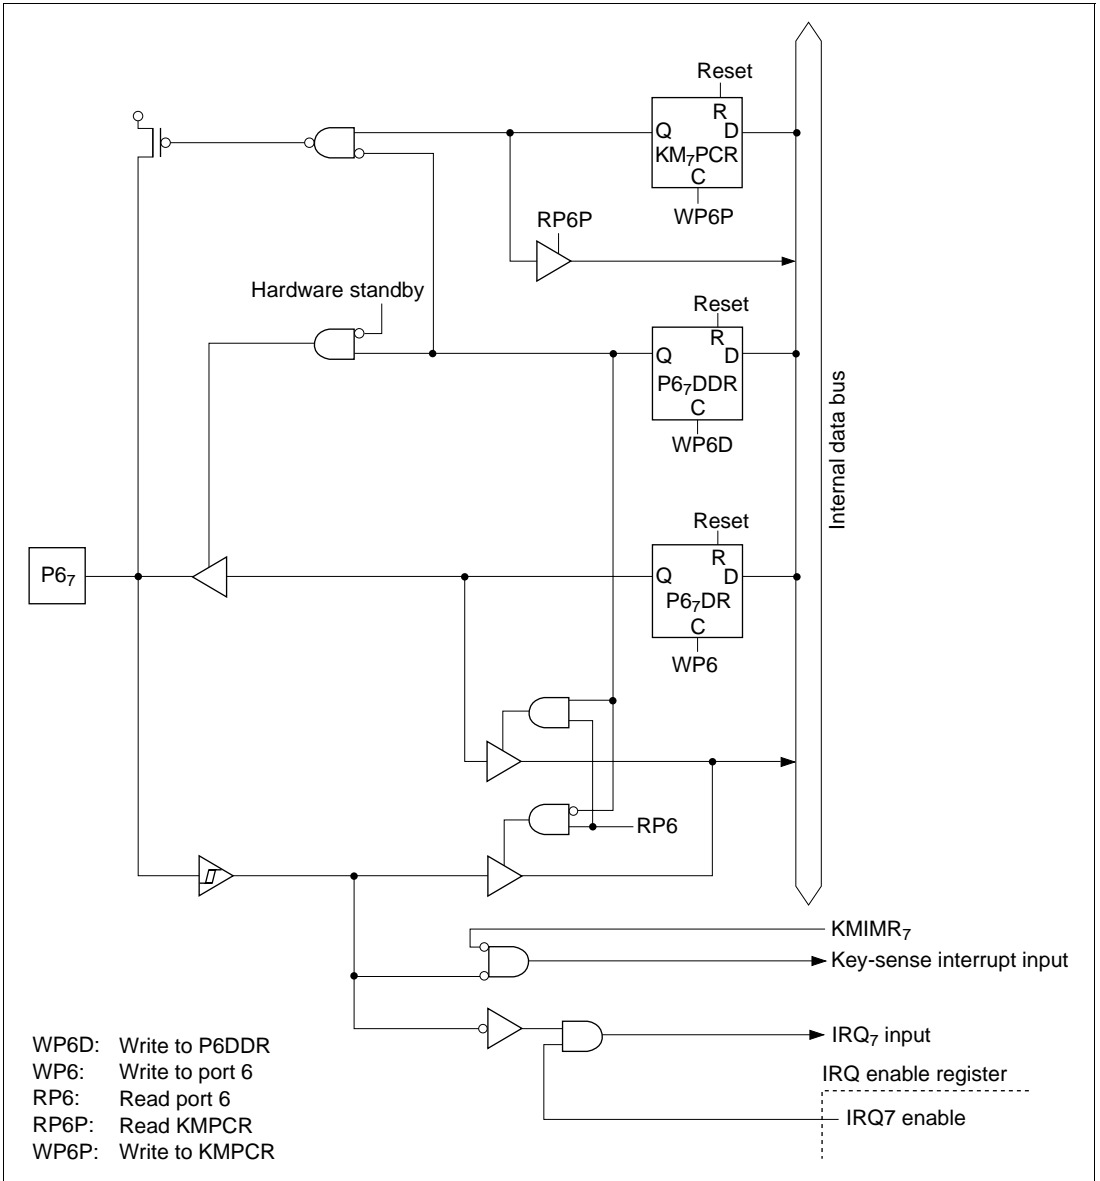 Reset
R
Q
D
KM₇PCR
C
WP6P
RP6P
Hardware standby
Reset
R
Q
D
P6₇DDR
C
WP6D
Internal data bus
Reset
R
P6₇
Q
D
P6₇DR
C
WP6
RP6
KMIMR₇
Key-sense interrupt input
IRQ₇ input
IRQ enable register
IRQ7 enable
WP6D: Write to P6DDR
WP6: Write to port 6
RP6: Read port 6
RP6P: Read KMPCR
WP6P: Write to KMPCR